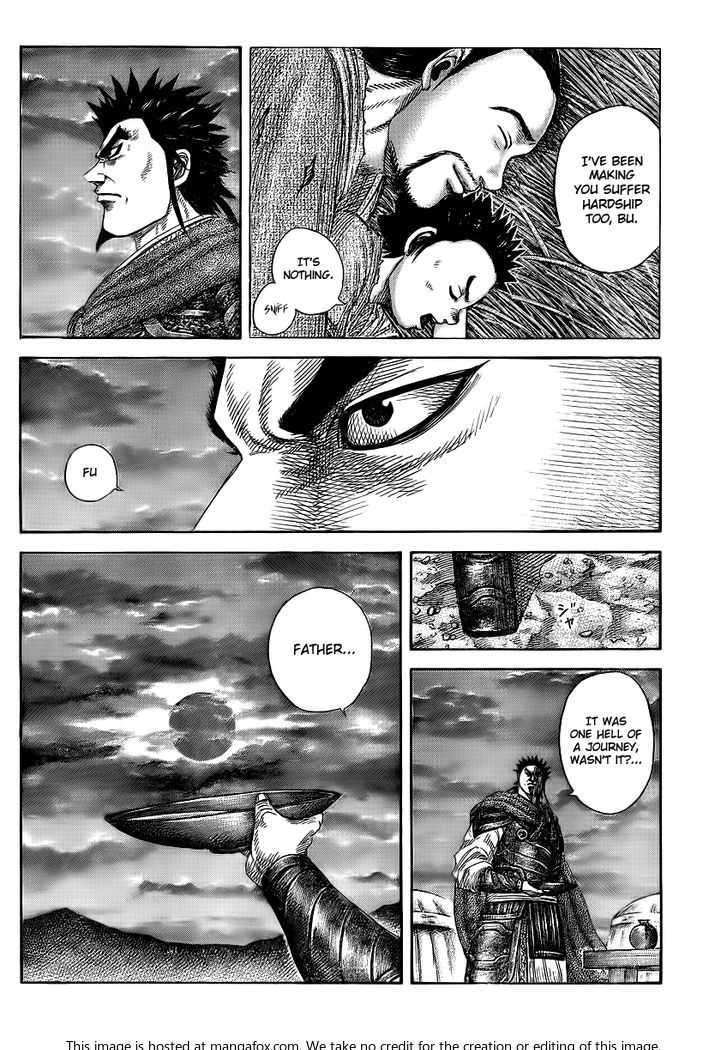 I'VE BEEN
MAKING
YOU SUFFER
HARDSHIP
TOO, BU.
IT'S
NOTHING.
SNIFF
FU
ジャ
IT WAS
ONE HELL OF
A JOURNEY,
WASN'T IT?...
FATHER...
This image is hosted at mangafox.com. We take no credit for the creation or editing of this image.